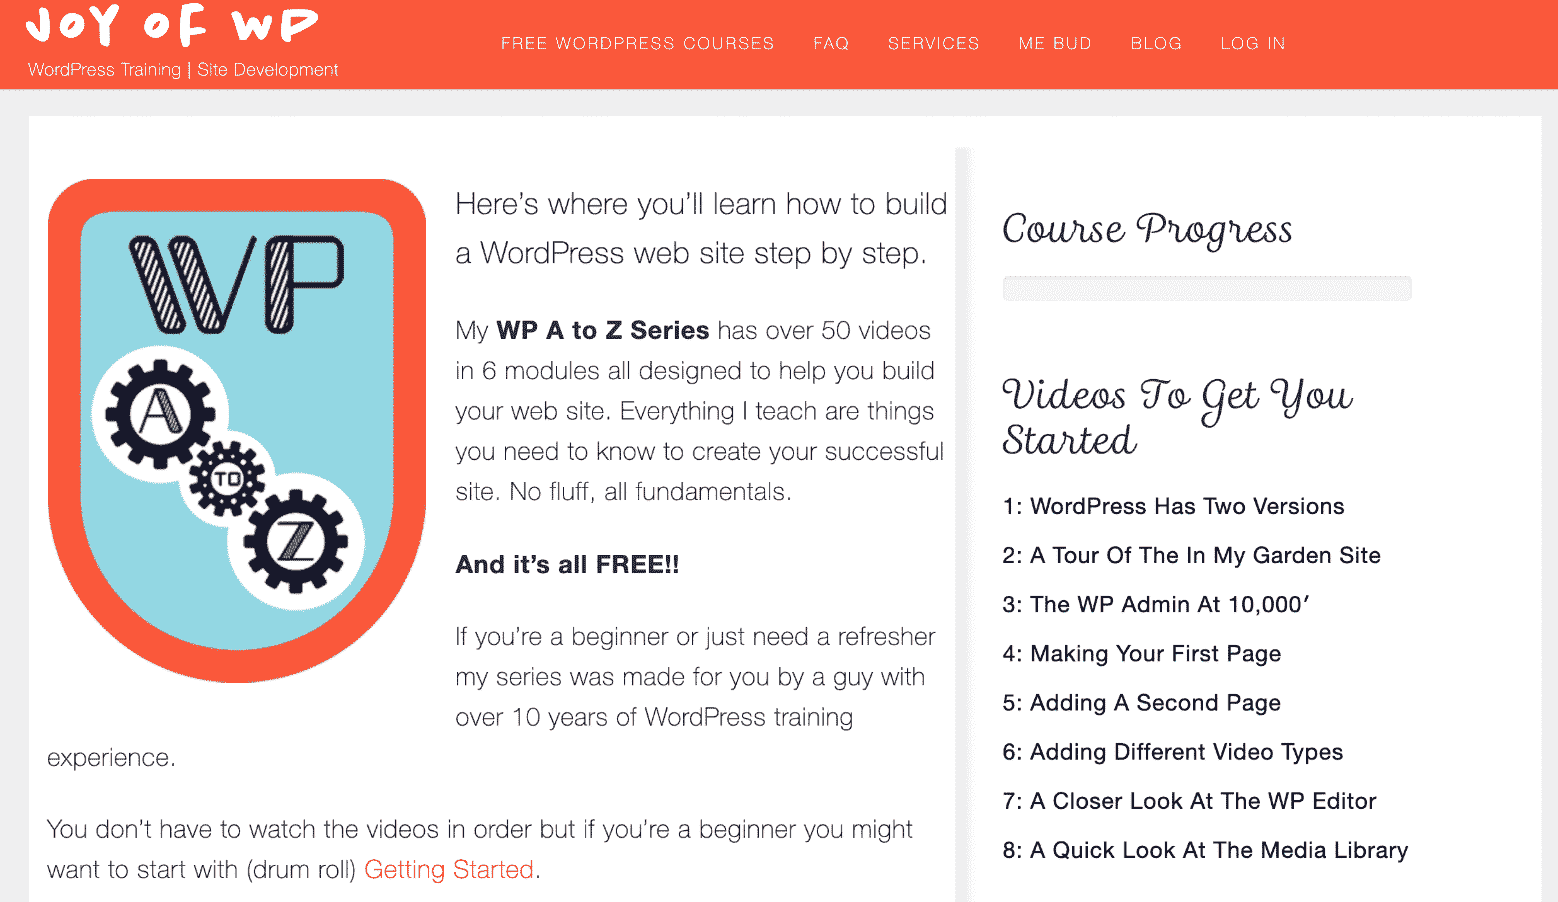 JOY OF WP
WordPress Training | Site Development
FREE WORDPRESS COURSES FAQ SERVICES ME BUD BLOG LOG IN
WP
A
TO
Z
Here’s where you’ll learn how to build
a WordPress web site step by step.
My WP A to Z Series has over 50 videos
in 6 modules all designed to help you build
your web site. Everything I teach are things
you need to know to create your successful
site. No fluff, all fundamentals.
And it’s all FREE!!
If you’re a beginner or just need a refresher
my series was made for you by a guy with
over 10 years of WordPress training
experience.
You don’t have to watch the videos in order but if you’re a beginner you might
want to start with (drum roll) Getting Started.
Course Progress
Videos To Get You
Started
1: WordPress Has Two Versions
2: A Tour Of The In My Garden Site
3: The WP Admin At 10,000′
4: Making Your First Page
5: Adding A Second Page
6: Adding Different Video Types
7: A Closer Look At The WP Editor
8: A Quick Look At The Media Library